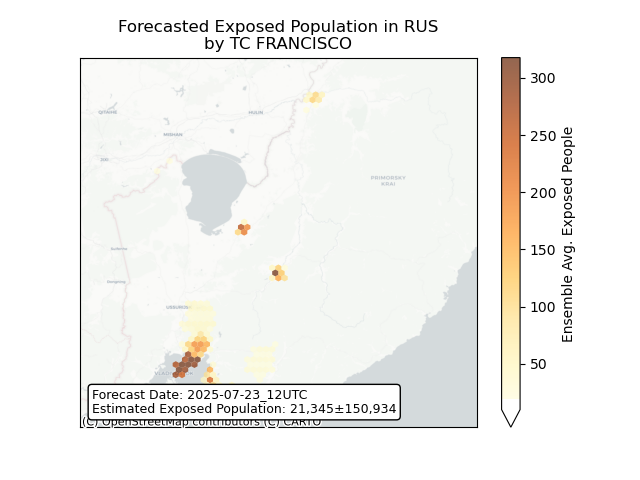 Forecasted Exposed Population in RUS
by TC FRANCISCO
PRIMORSKY
KRAI
Forecast Date: 2025-07-23_12UTC
Estimated Exposed Population: 21,345±150,934
(C) OpenStreetMap contributors (C) CARTO
300
250
200
150
100
50
Ensemble Avg. Exposed People